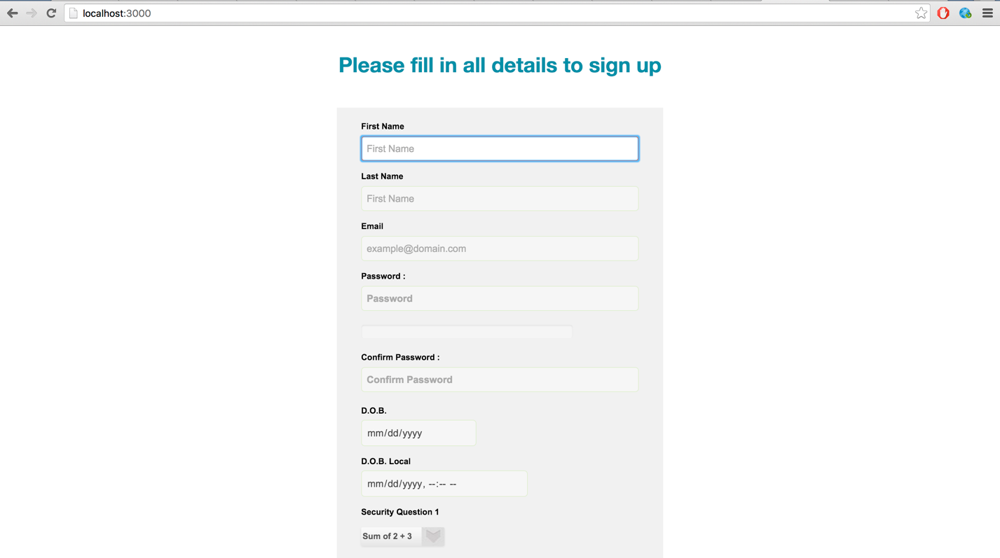 localhost:3000
Please fill in all details to sign up
First Name
First Name
Last Name
First Name
Email
example@domain.com
Password :
Password
Confirm Password :
Confirm Password
D.O.B.
mm/dd/yyyy
D.O.B. Local
mm/dd/yyyy, --:-- --
Security Question 1
Sum of 2 + 3